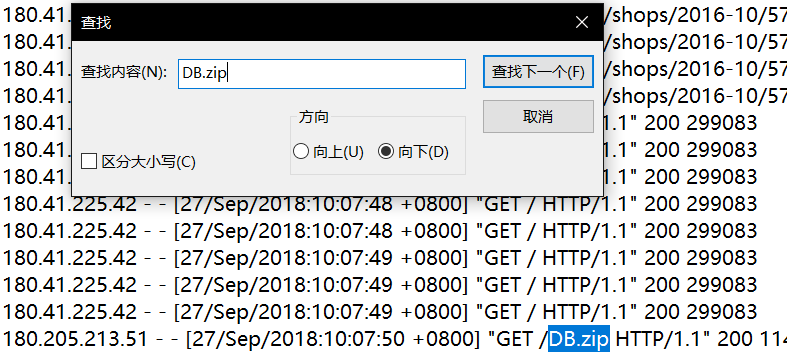 180.41. 查找 /shops/2016-10/57
180.41. /shops/2016-10/57
180.41. 查找内容(N): DB.zip 查找下一个(F) /shops/2016-10/57
180.41. /shops/2016-10/57
180.41. 方向 取消 1.1" 200 299083
180.41. 向上(U) 向下(D) 1.1" 200 299083
180.41. 区分大小写(C) 1.1" 200 299083
180.41.225.42 - - [27/Sep/2018:10:07:48 +0800] "GET / HTTP/1.1" 200 299083
180.41.225.42 - - [27/Sep/2018:10:07:48 +0800] "GET / HTTP/1.1" 200 299083
180.41.225.42 - - [27/Sep/2018:10:07:49 +0800] "GET / HTTP/1.1" 200 299083
180.41.225.42 - - [27/Sep/2018:10:07:49 +0800] "GET / HTTP/1.1" 200 299083
180.41.225.42 - - [27/Sep/2018:10:07:49 +0800] "GET / HTTP/1.1" 200 299083
180.205.213.51 - - [27/Sep/2018:10:07:50 +0800] "GET /DB.zip HTTP/1.1" 200 114